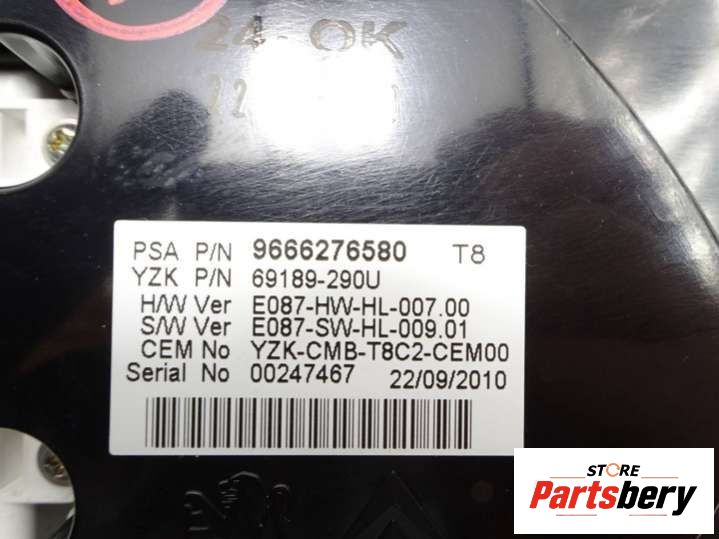 24-OK
PSA P/N 9666276580 T8
YZK P/N 69189-290U
H/W Ver E087-HW-HL-007.00
S/W Ver E087-SW-HL-009.01
CEM No YZK-CMB-T8C2-CEM00
Serial No 00247467 22/09/2010
STORE
Partsbery